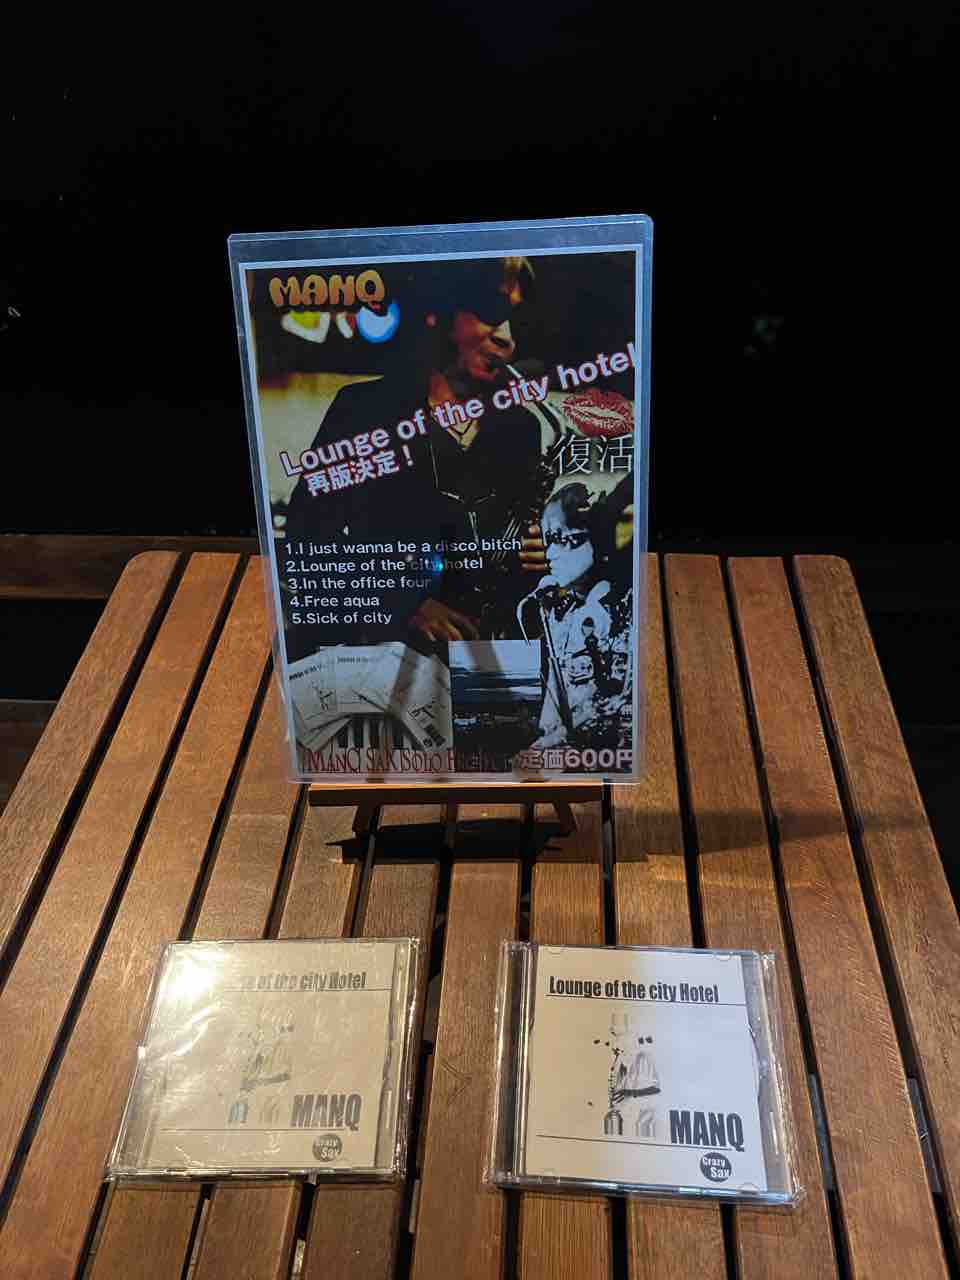 MANQ
Lounge of the city hotel
再版決定！
復活
1.I just wanna be a disco bitch
2.Lounge of the city hotel
3.In the office four
4.Free aqua
5.Sick of city
定価600円
of the city Hotel
MANQ
Crazy
Sax
Lounge of the city Hotel
MANQ
Crazy
Sax